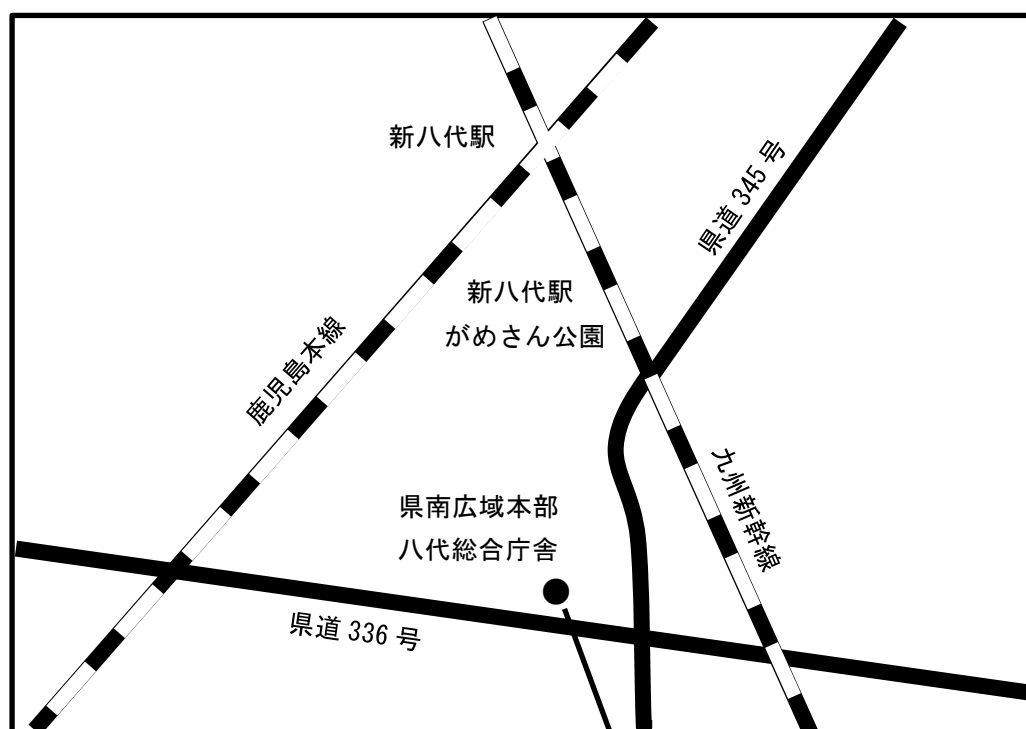 新八代駅
県道 345 号
新八代駅
がめさん公園
鹿児島本線
九州新幹線
県南広域本部
八代総合庁舎
県道 336 号